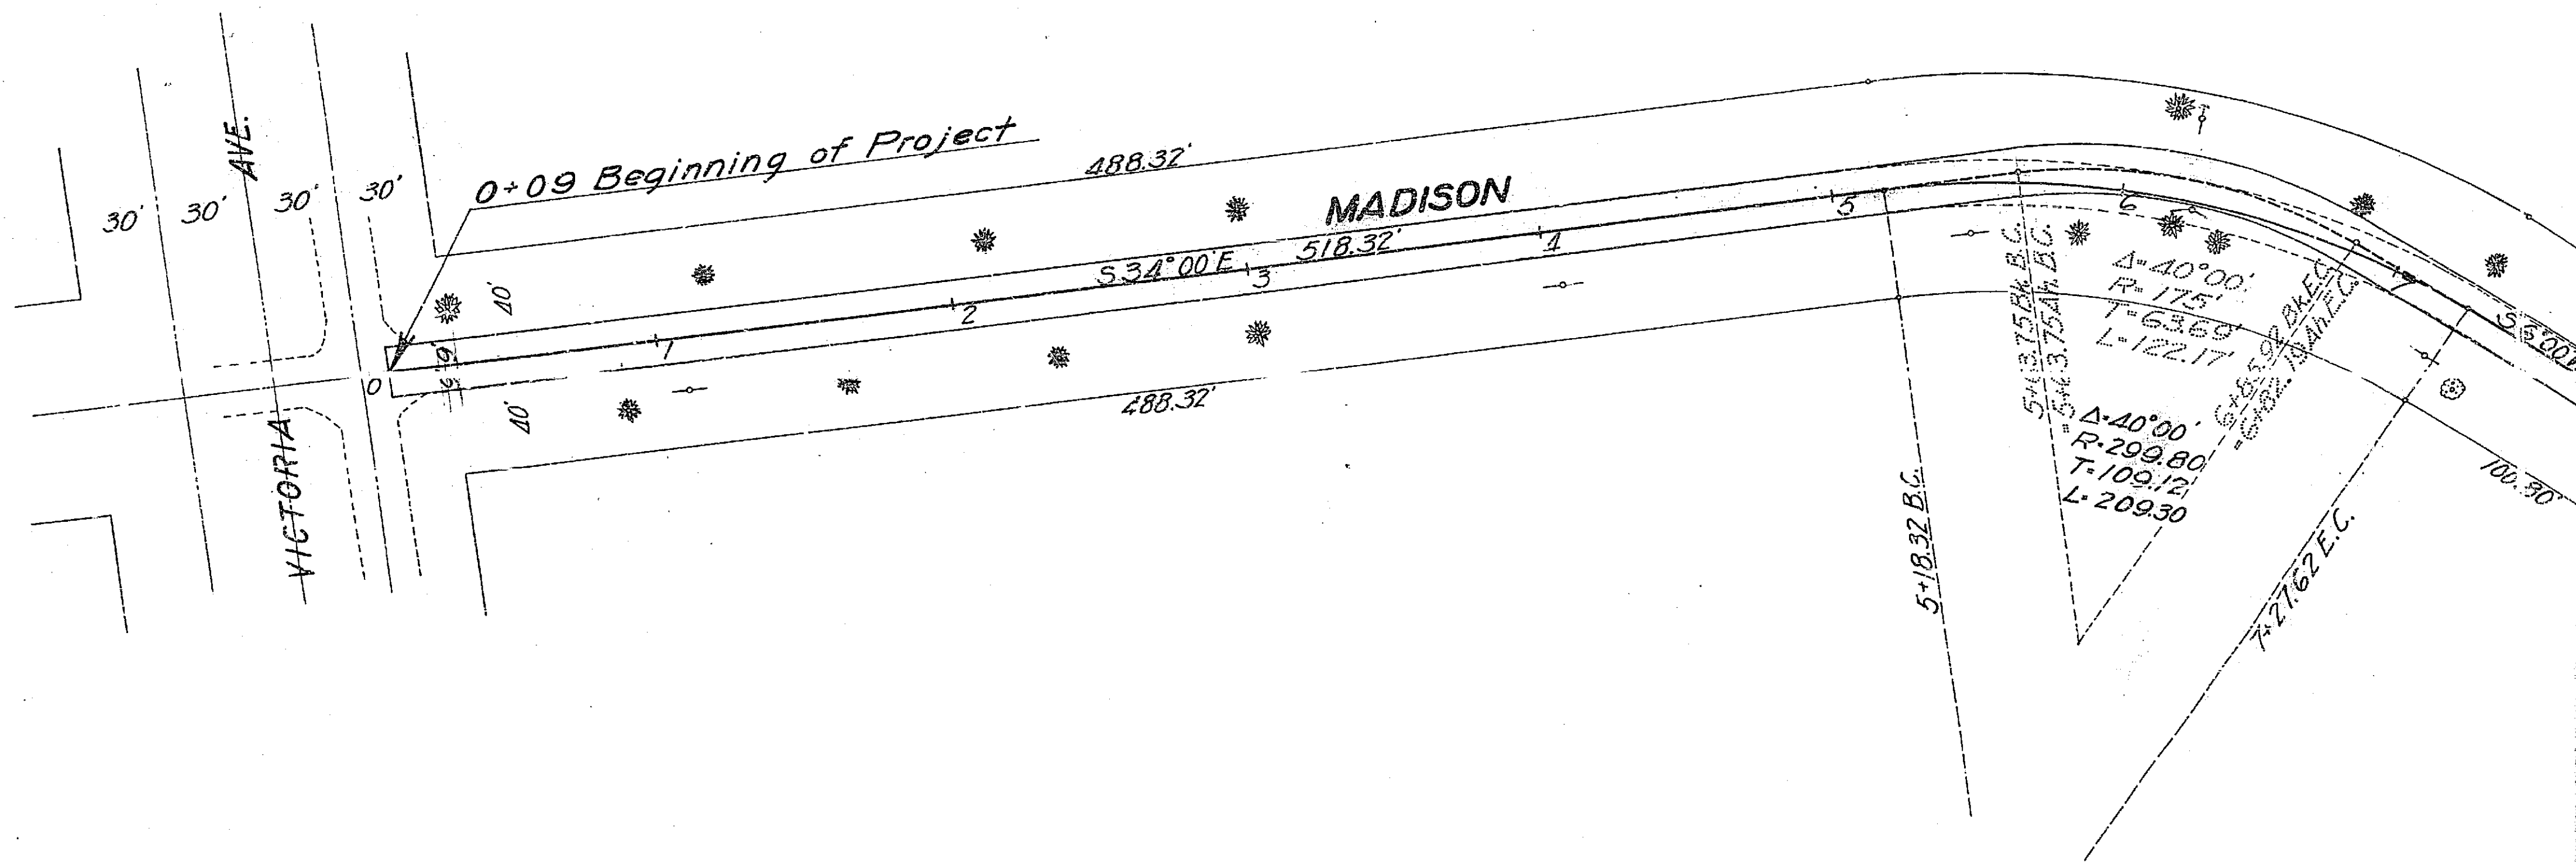 AVE.
VICTORIA
30' 30' 30' 30'
0+09 Beginning of Project
488.32'
MADISON
S 34°00' E 518.32'
0 1 2 3 4 5 6 7
40'
40'
488.32'
5+18.32 B.C.
Δ=40°00'
R=175'
T=63.69'
L=122.17'
Δ=40°00'
R=299.80
T=109.12
L=209.30
7+27.62 E.C.
100.90'